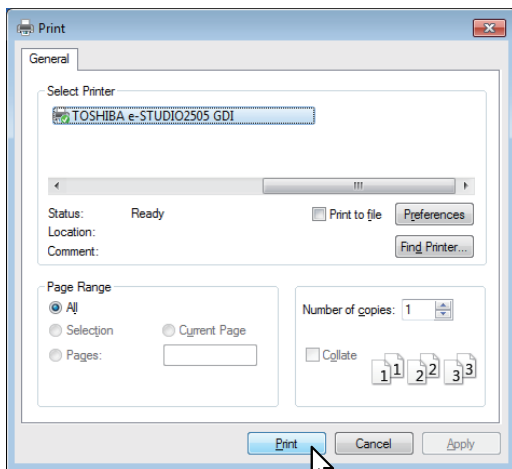 Print
General
Select Printer
TOSHIBA e-STUDIO2505 GDI
Status: Ready
Print to file
Preferences
Location:
Comment:
Find Printer...
Page Range
All
Selection
Current Page
Pages:
Number of copies: 1
Collate
1 1 2 2 3 3
Print
Cancel
Apply